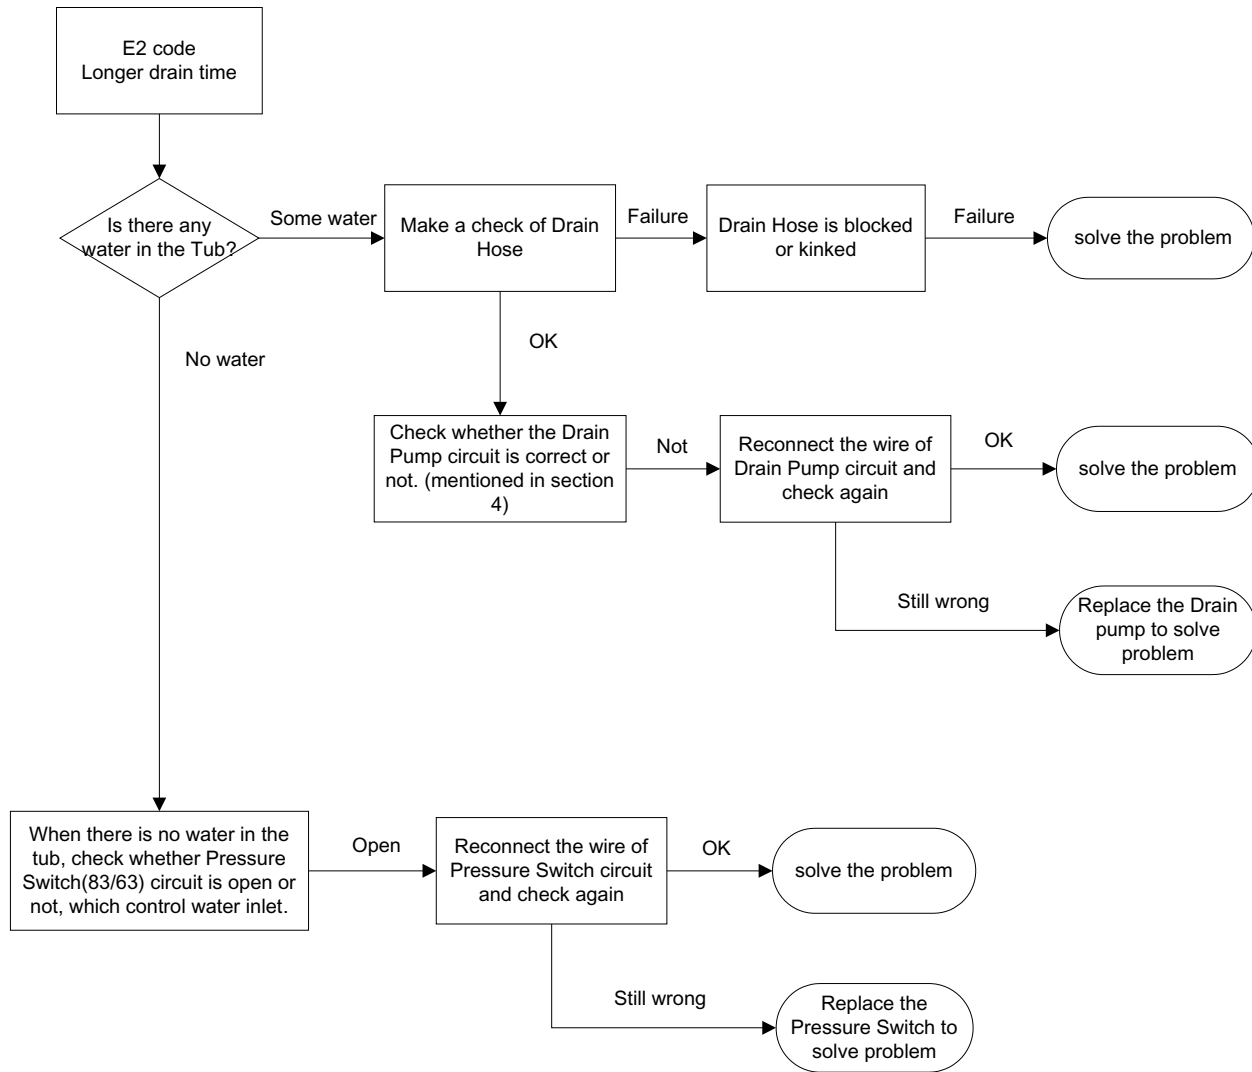 E2 code
Longer drain time
Is there any
water in the Tub?
Some water
Make a check of Drain
Hose
Failure
Drain Hose is blocked
or kinked
Failure
solve the problem
No water
OK
Check whether the Drain
Pump circuit is correct or
not. (mentioned in section
4)
Not
Reconnect the wire of
Drain Pump circuit and
check again
OK
solve the problem
Still wrong
Replace the Drain
pump to solve
problem
When there is no water in the
tub, check whether Pressure
Switch(83/63) circuit is open or
not, which control water inlet.
Open
Reconnect the wire of
Pressure Switch circuit
and check again
OK
solve the problem
Still wrong
Replace the
Pressure Switch to
solve problem